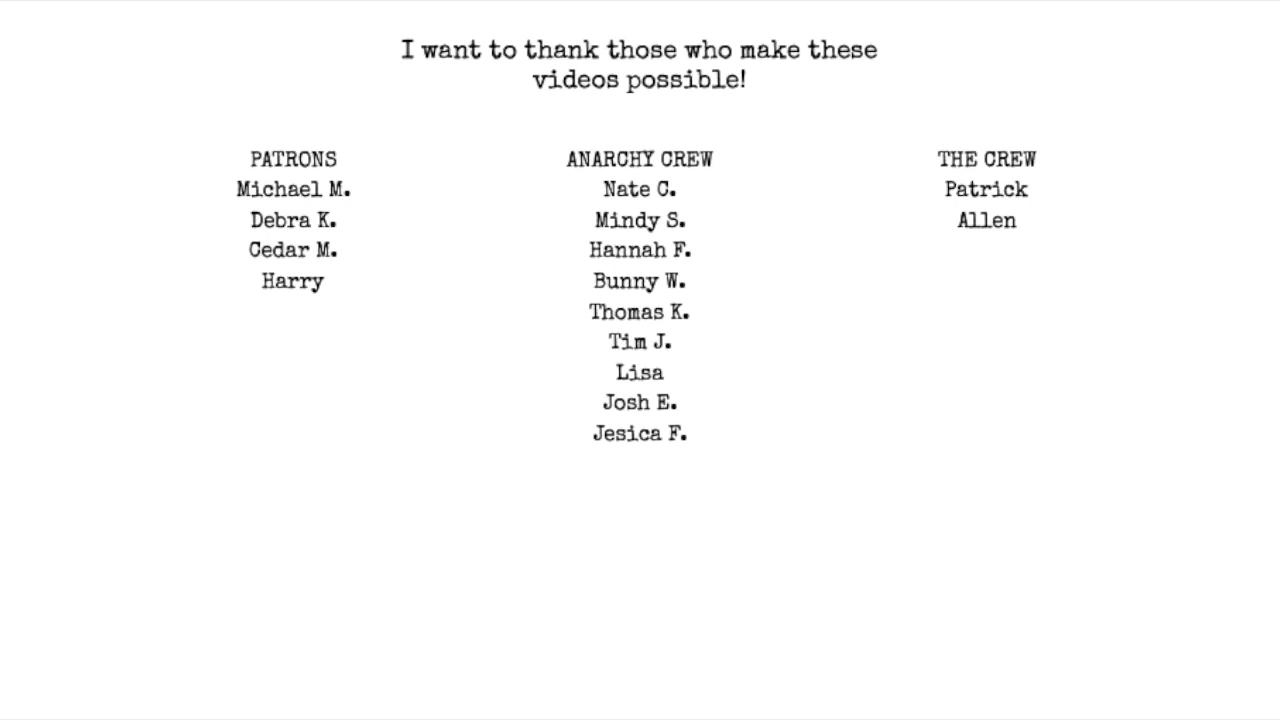 I want to thank those who make these
videos possible!
PATRONS
Michael M.
Debra K.
Cedar M.
Harry
ANARCHY CREW
Nate C.
Mindy S.
Hannah F.
Bunny W.
Thomas K.
Tim J.
Lisa
Josh E.
Jesica F.
THE CREW
Patrick
Allen